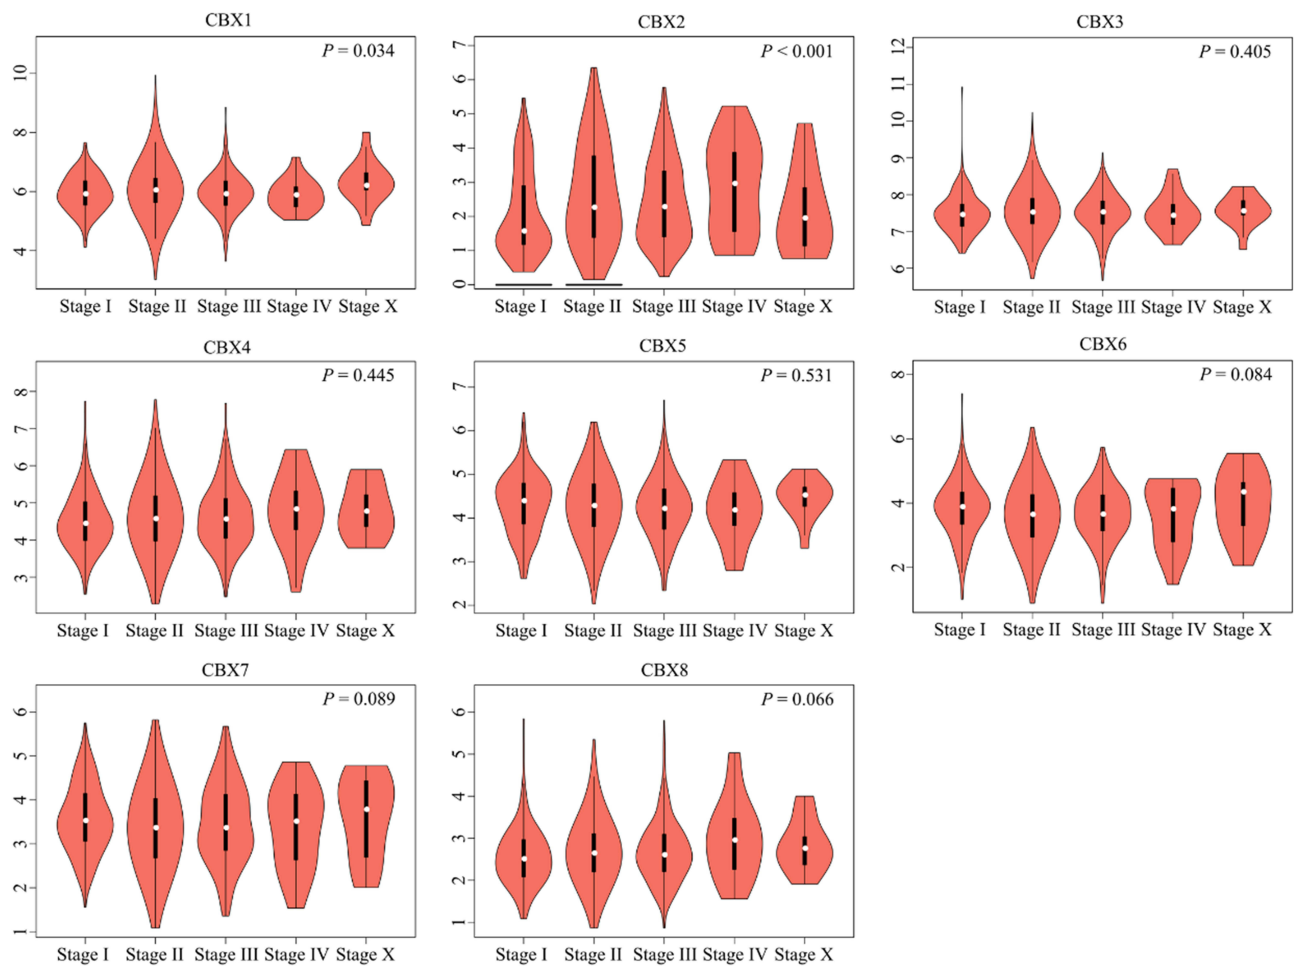 CBX1
P = 0.034
10
8
6
4
Stage I Stage II Stage III Stage IV Stage X
CBX2
P < 0.001
7
6
5
4
3
2
1
0
Stage I Stage II Stage III Stage IV Stage X
CBX3
P = 0.405
12
11
10
9
8
7
6
Stage I Stage II Stage III Stage IV Stage X
CBX4
P = 0.445
8
7
6
5
4
3
Stage I Stage II Stage III Stage IV Stage X
CBX5
P = 0.531
7
6
5
4
3
2
Stage I Stage II Stage III Stage IV Stage X
CBX6
P = 0.084
8
6
4
2
Stage I Stage II Stage III Stage IV Stage X
CBX7
P = 0.089
6
5
4
3
2
1
Stage I Stage II Stage III Stage IV Stage X
CBX8
P = 0.066
6
5
4
3
2
1
Stage I Stage II Stage III Stage IV Stage X